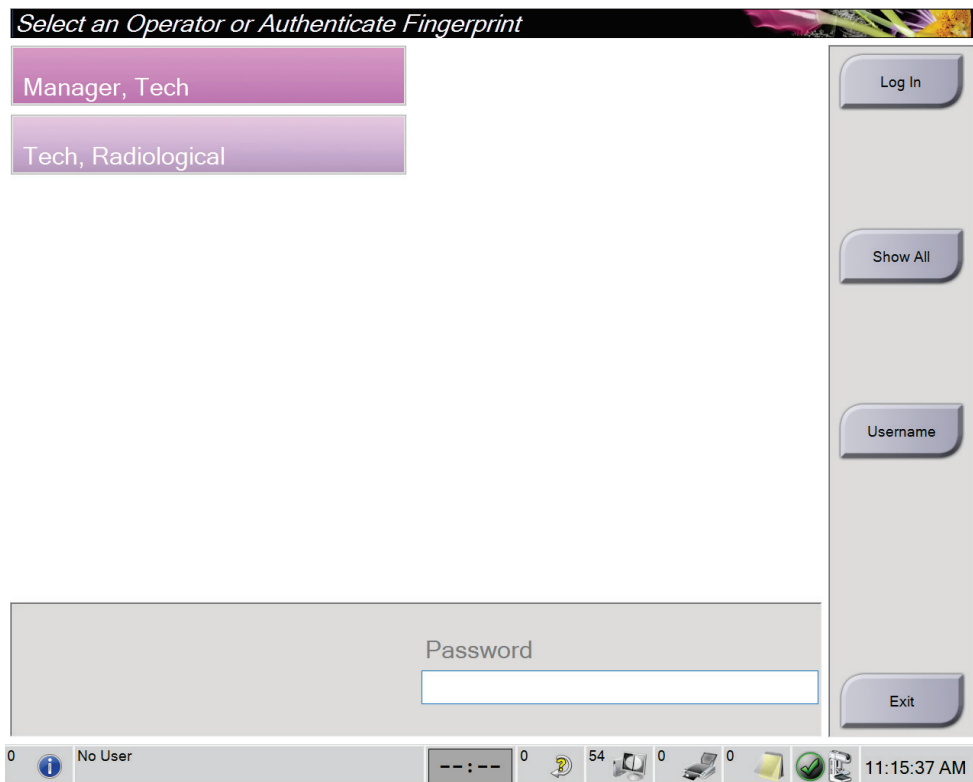 Select an Operator or Authenticate Fingerprint
Manager, Tech
Log In
Tech, Radiological
Show All
Username
Password
Exit
0 No User --:-- 0 54 0 0 11:15:37 AM